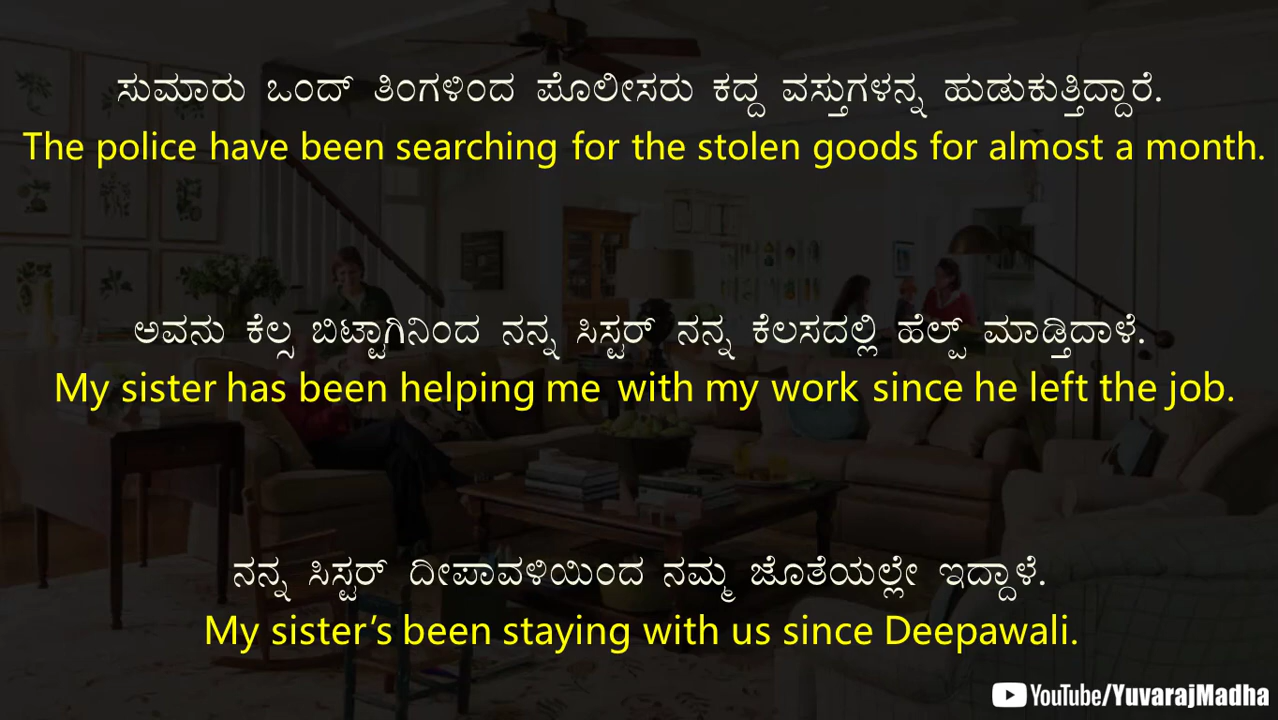 ಸುಮಾರು ಒಂದ್ ತಿಂಗಳಿಂದ ಪೊಲೀಸರು ಕದ್ದ ವಸ್ತುಗಳನ್ನ ಹುಡುಕುತ್ತಿದ್ದಾರೆ.
The police have been searching for the stolen goods for almost a month.
ಅವನು ಕೆಲ್ಸ ಬಿಟ್ಟಾಗಿನಿಂದ ನನ್ನ ಸಿಸ್ಟರ್ ನನ್ನ ಕೆಲಸದಲ್ಲಿ ಹೆಲ್ಪ್ ಮಾಡ್ತಿದಾಳೆ.
My sister has been helping me with my work since he left the job.
ನನ್ನ ಸಿಸ್ಟರ್ ದೀಪಾವಳಿಯಿಂದ ನಮ್ಮ ಜೊತೆಯಲ್ಲೇ ಇದ್ದಾಳೆ.
My sister’s been staying with us since Deepawali.
YouTube/YuvarajMadha